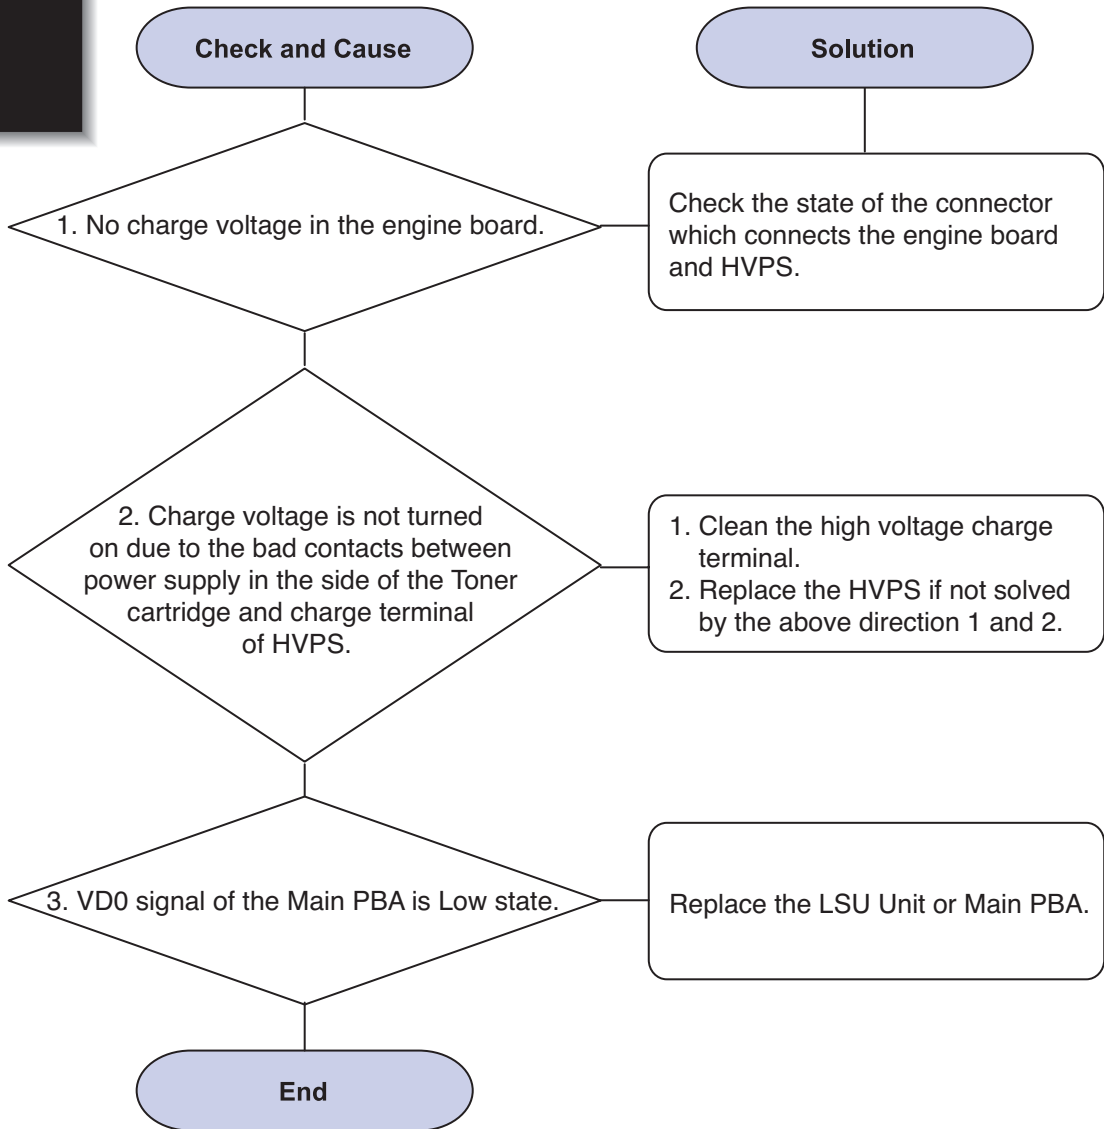 Check and Cause
Solution
1. No charge voltage in the engine board.
Check the state of the connector
which connects the engine board
and HVPS.
2. Charge voltage is not turned
on due to the bad contacts between
power supply in the side of the Toner
cartridge and charge terminal
of HVPS.
1. Clean the high voltage charge
terminal.
2. Replace the HVPS if not solved
by the above direction 1 and 2.
3. VD0 signal of the Main PBA is Low state.
Replace the LSU Unit or Main PBA.
End